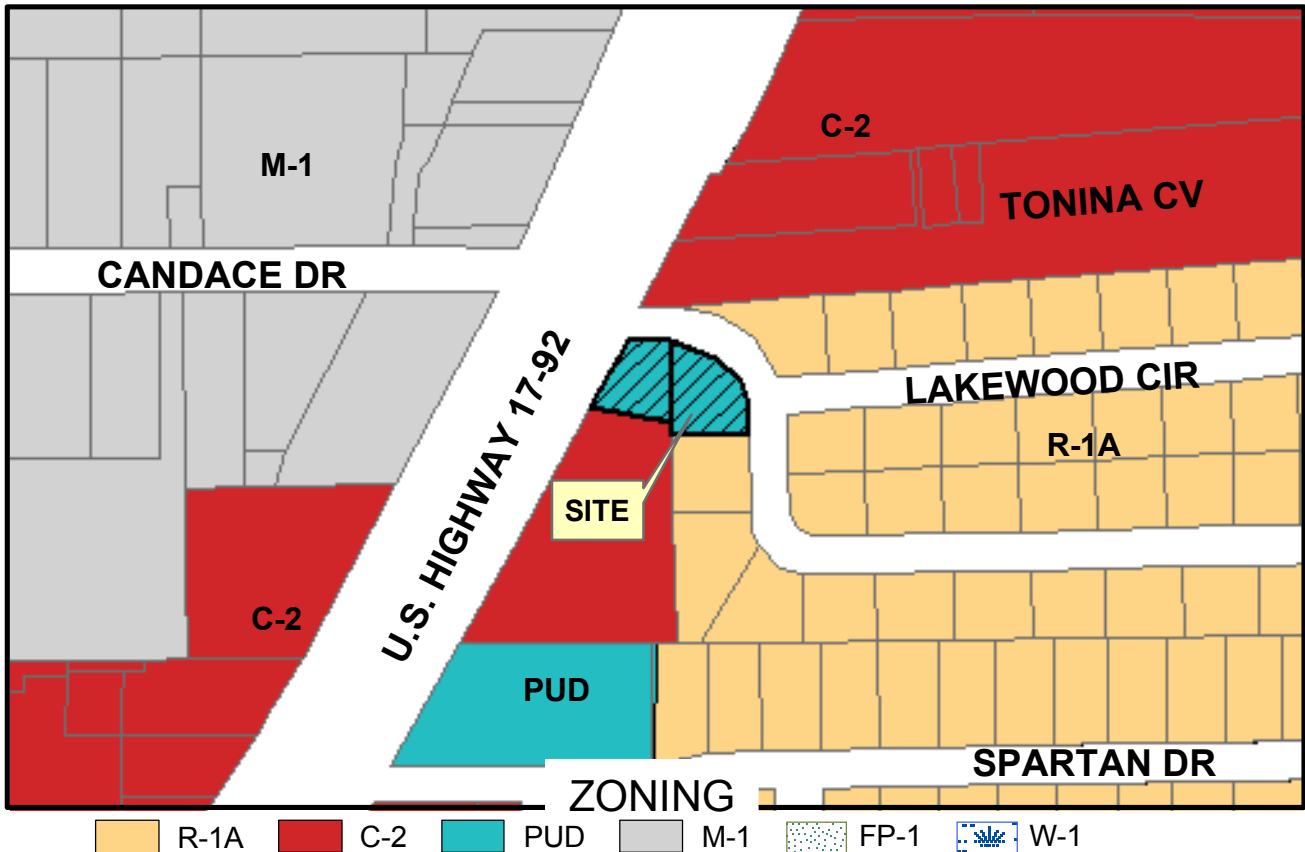 C-2
M-1
TONINA CV
CANDACE DR
U.S. HIGHWAY 17-92
LAKEWOOD CIR
R-1A
SITE
C-2
PUD
SPARTAN DR
ZONING
R-1A C-2 PUD M-1 FP-1 W-1